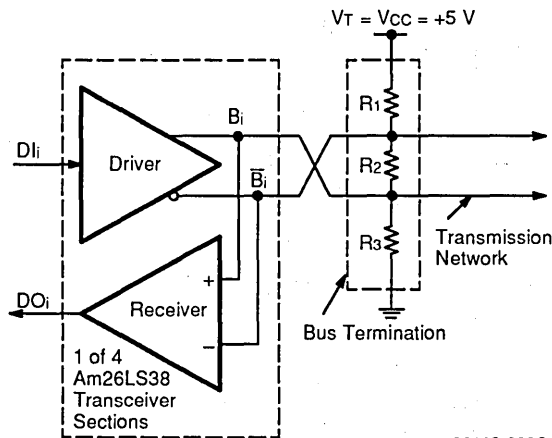 VT = VCC = +5 V
R1
Bi
DIi
Driver
B̅i
R2
R3
Transmission
Network
DOi
+
Receiver
−
Bus Termination
1 of 4
Am26LS38
Transceiver
Sections